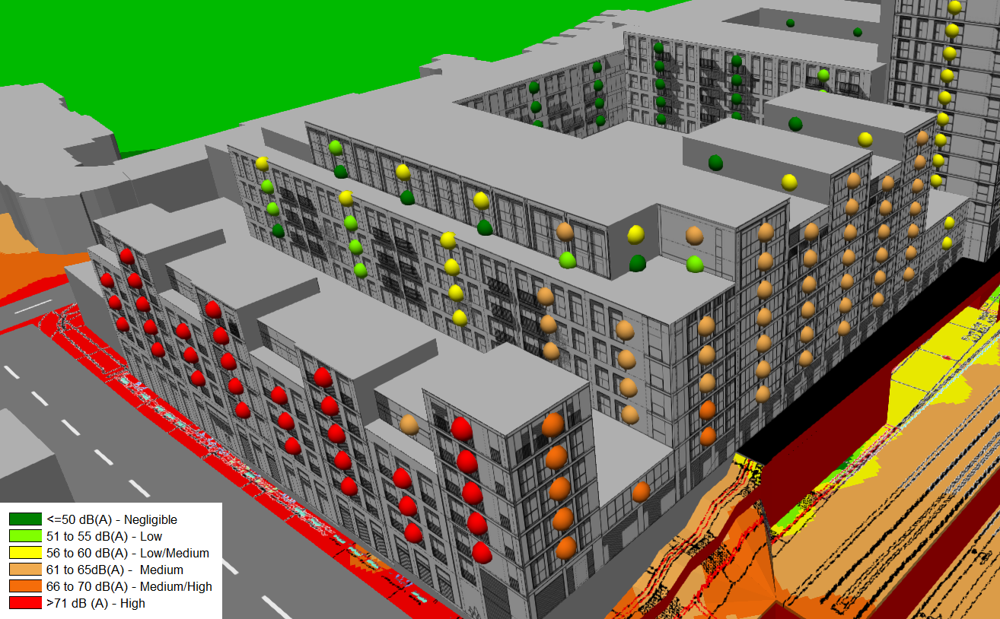 <=50 dB(A) - Negligible
51 to 55 dB(A) - Low
56 to 60 dB(A) - Low/Medium
61 to 65dB(A) - Medium
66 to 70 dB(A) - Medium/High
>71 dB (A) - High